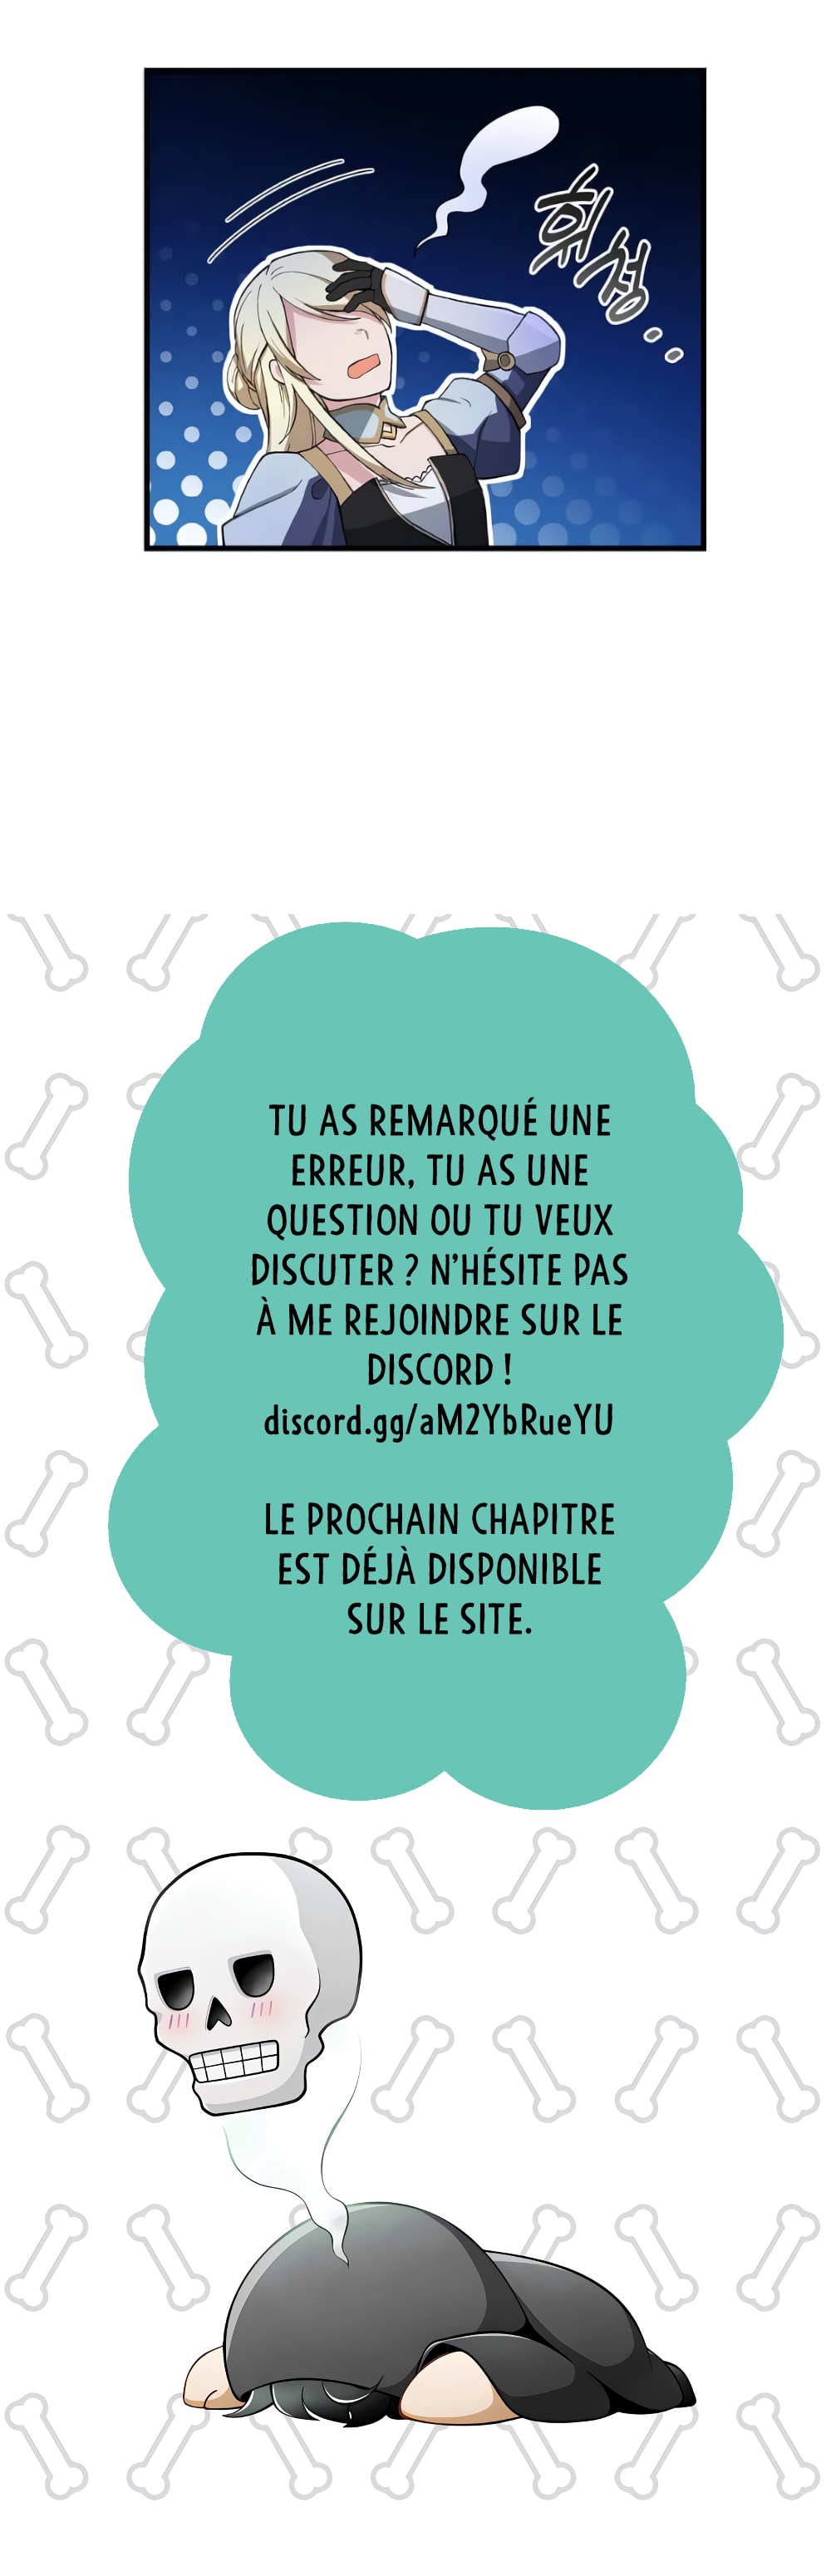 휘청..
TU AS REMARQUÉ UNE
ERREUR, TU AS UNE
QUESTION OU TU VEUX
DISCUTER ? N'HÉSITE PAS
À ME REJOINDRE SUR LE
DISCORD !
discord.gg/aM2YbRueYU
LE PROCHAIN CHAPITRE
EST DÉJÀ DISPONIBLE
SUR LE SITE.